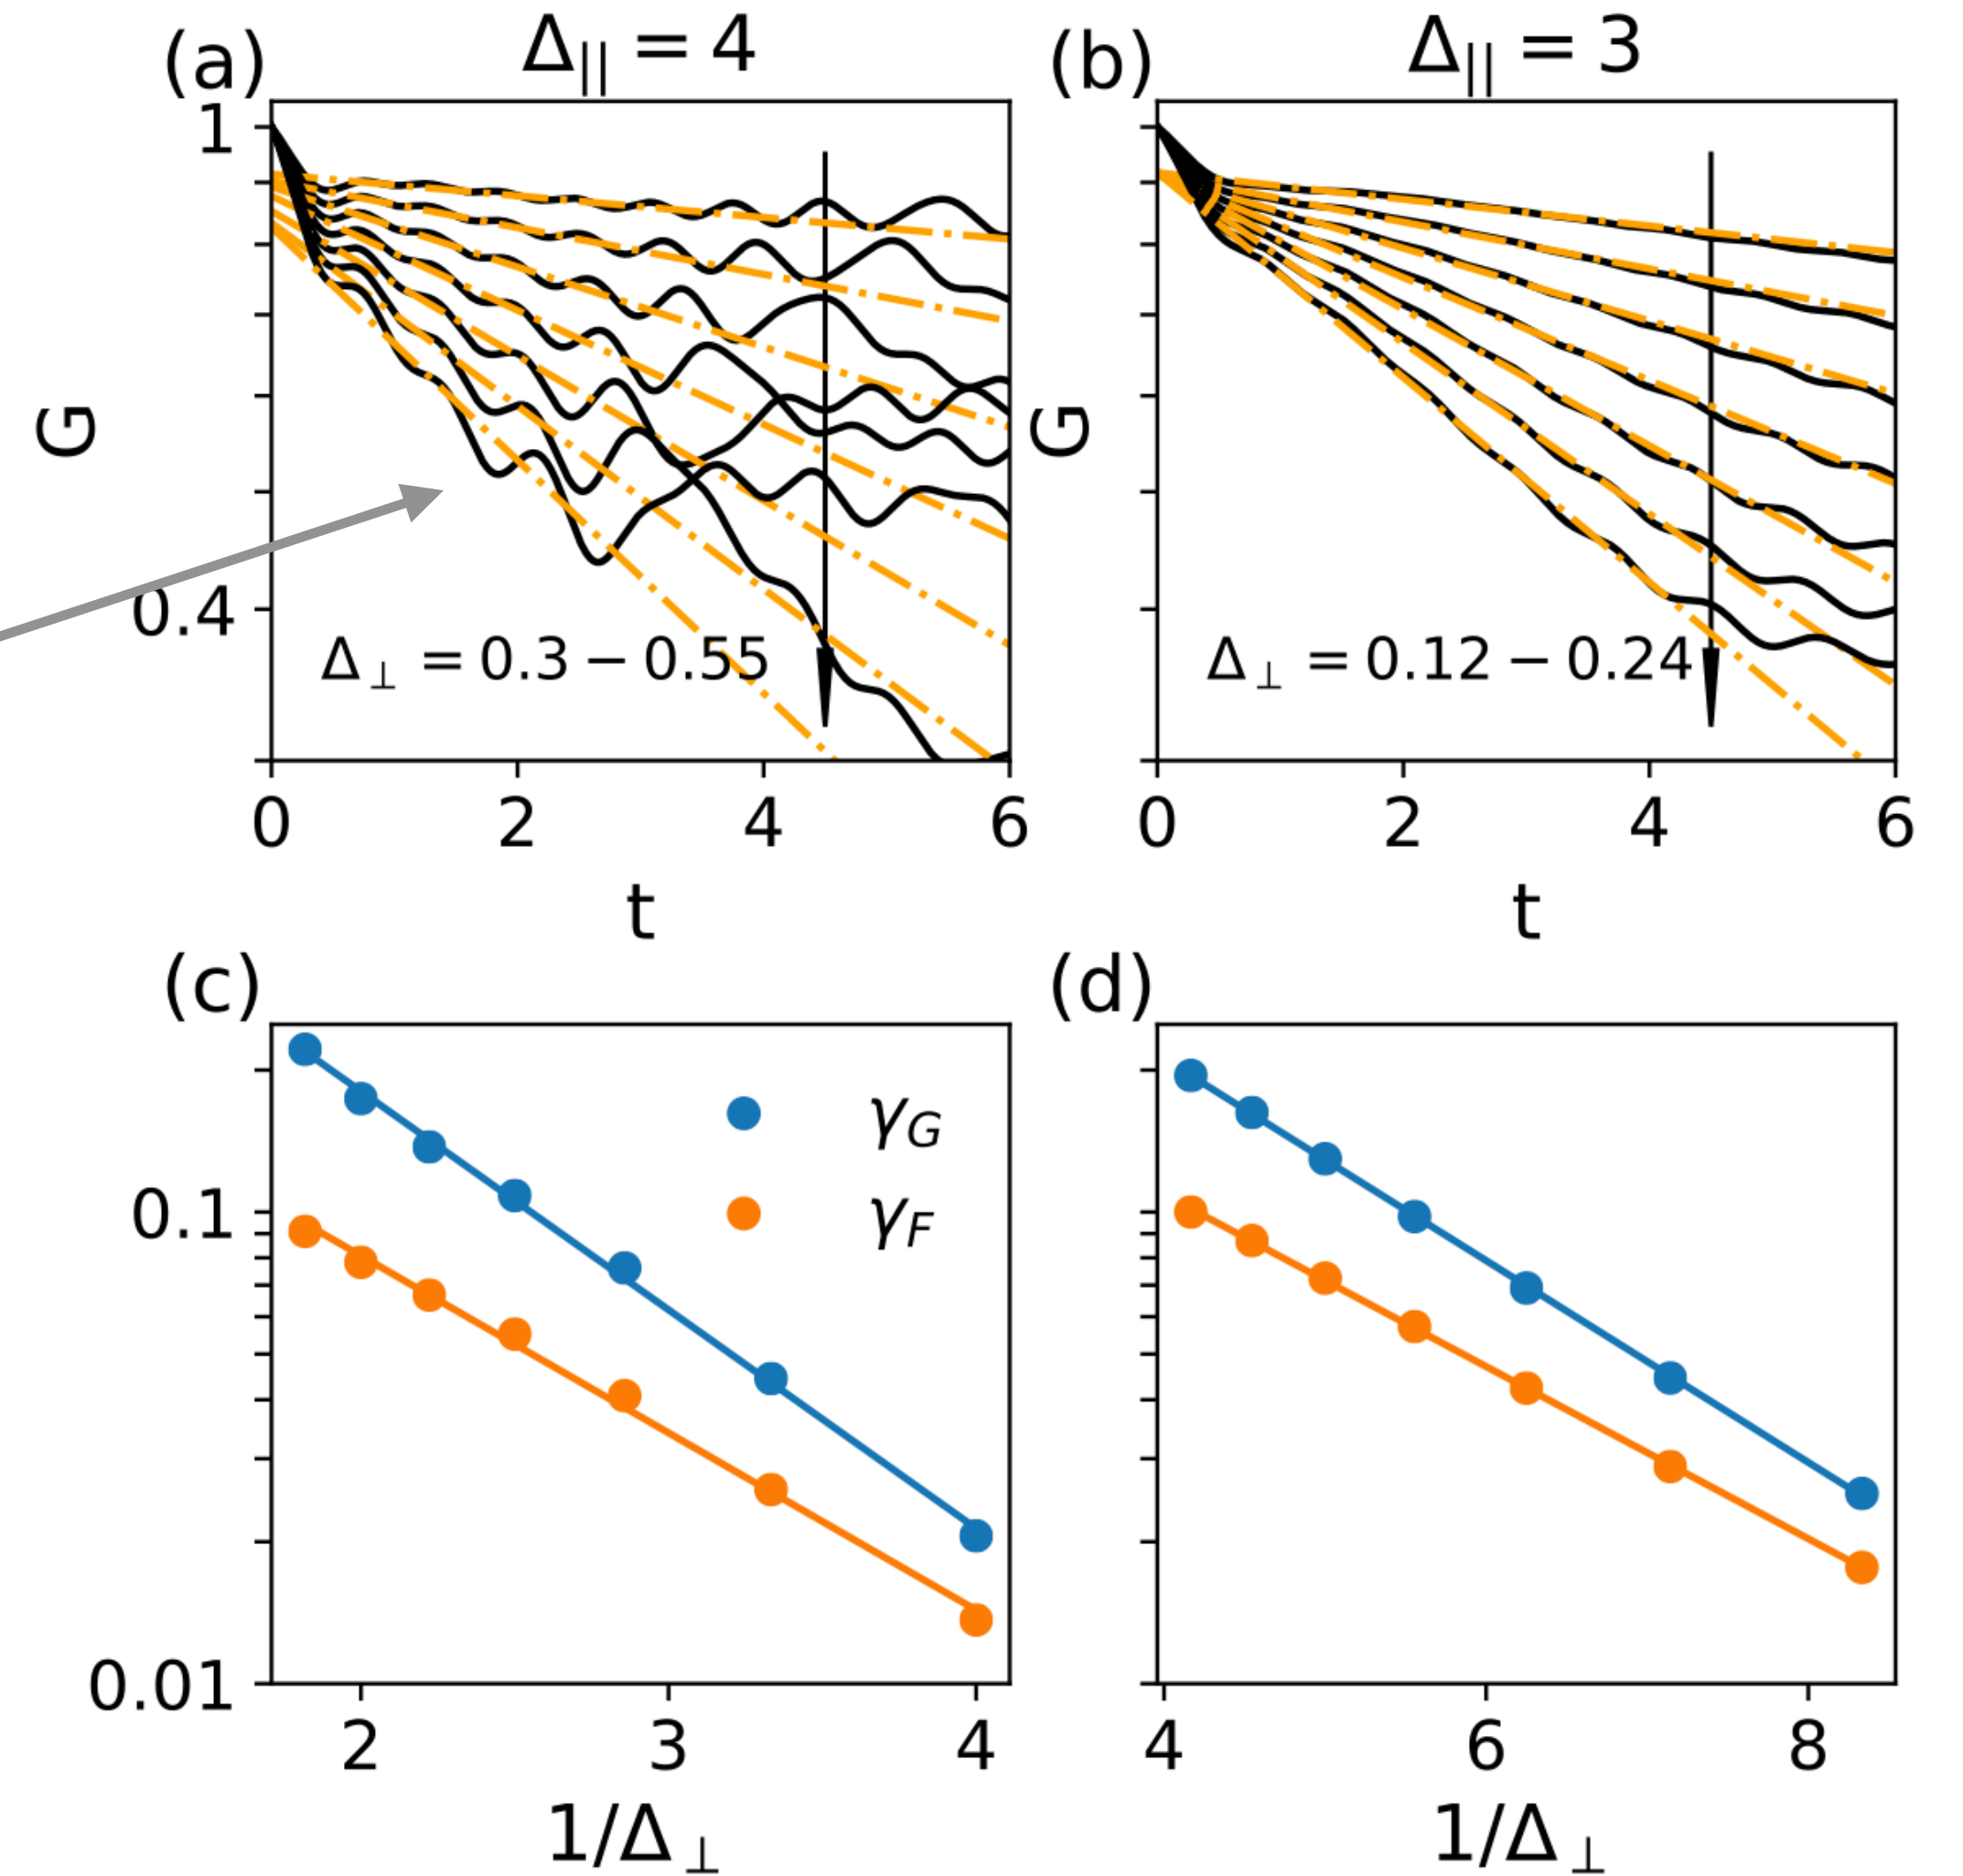 (a) Δ|| = 4
(b) Δ|| = 3
1
G
0.4
Δ⊥ = 0.3 − 0.55
0 2 4 6
t
G
Δ⊥ = 0.12 − 0.24
0 2 4 6
t
(c)
γG
γF
0.1
0.01
2 3 4
1/Δ⊥
(d)
4 6 8
1/Δ⊥